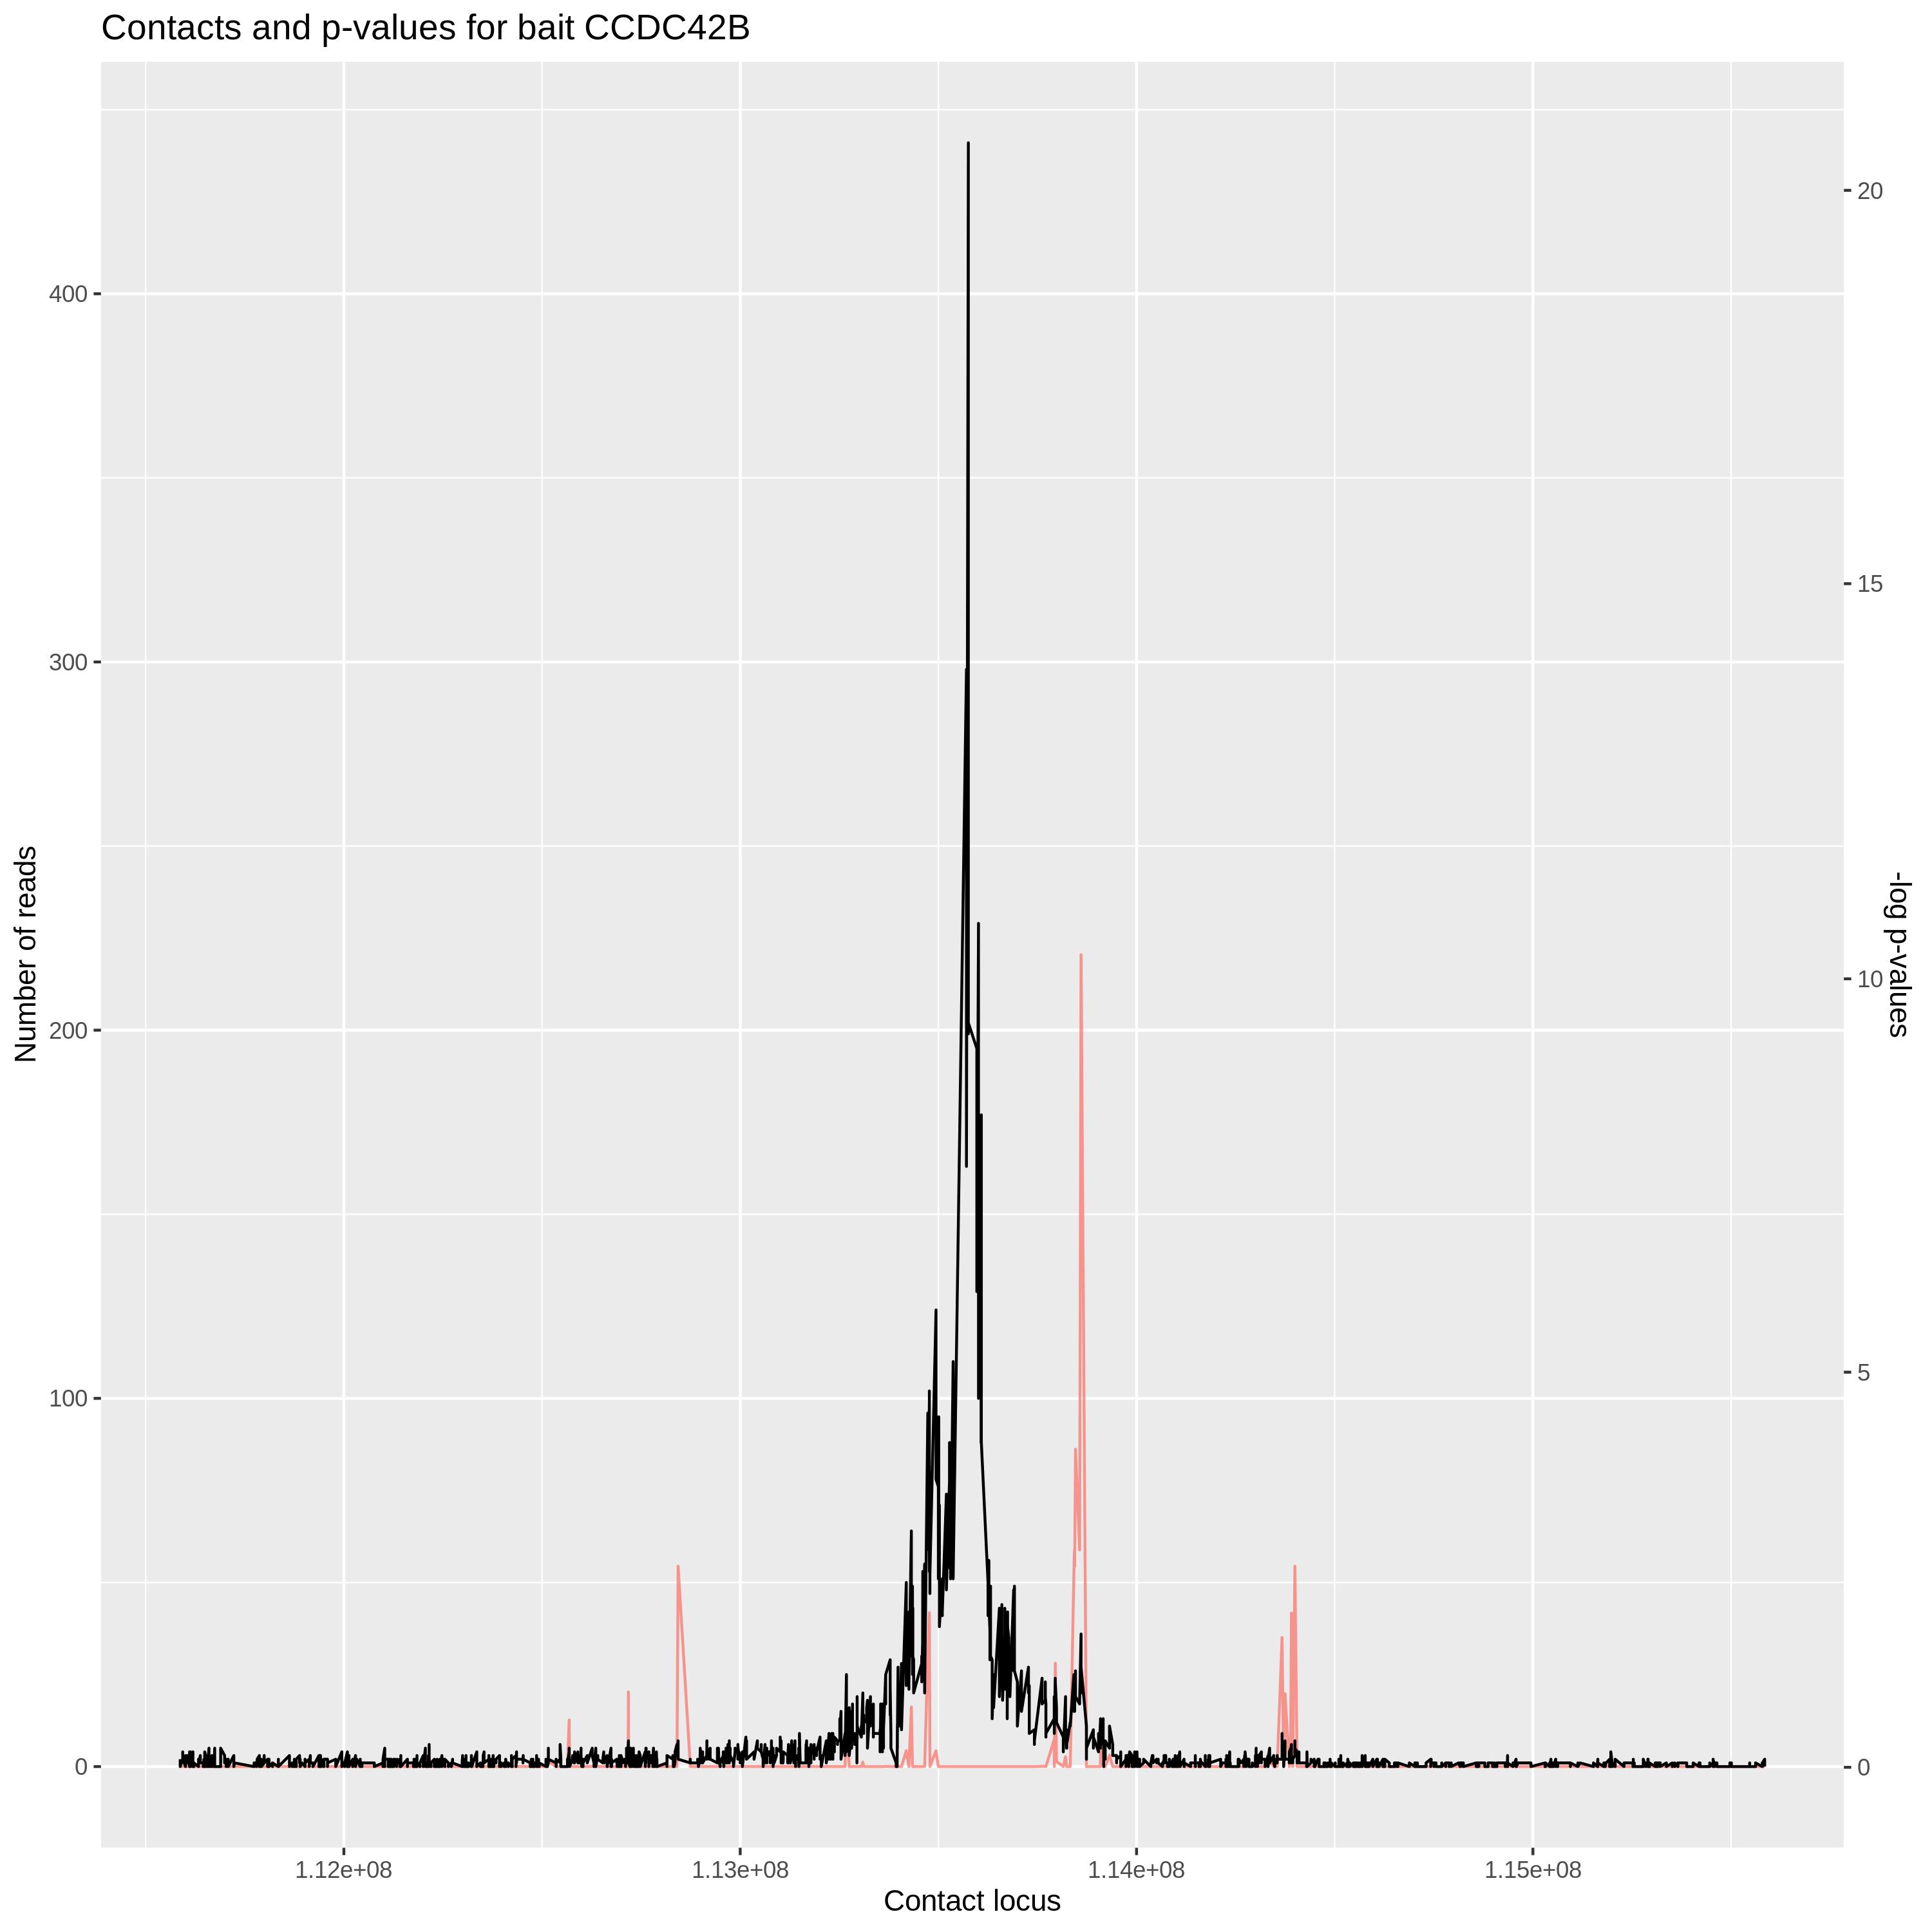 Contacts and p-values for bait CCDC42B
Number of reads
400
300
200
100
0
20
15
10
5
0
-log p-values
1.12e+08
1.13e+08
1.14e+08
1.15e+08
Contact locus